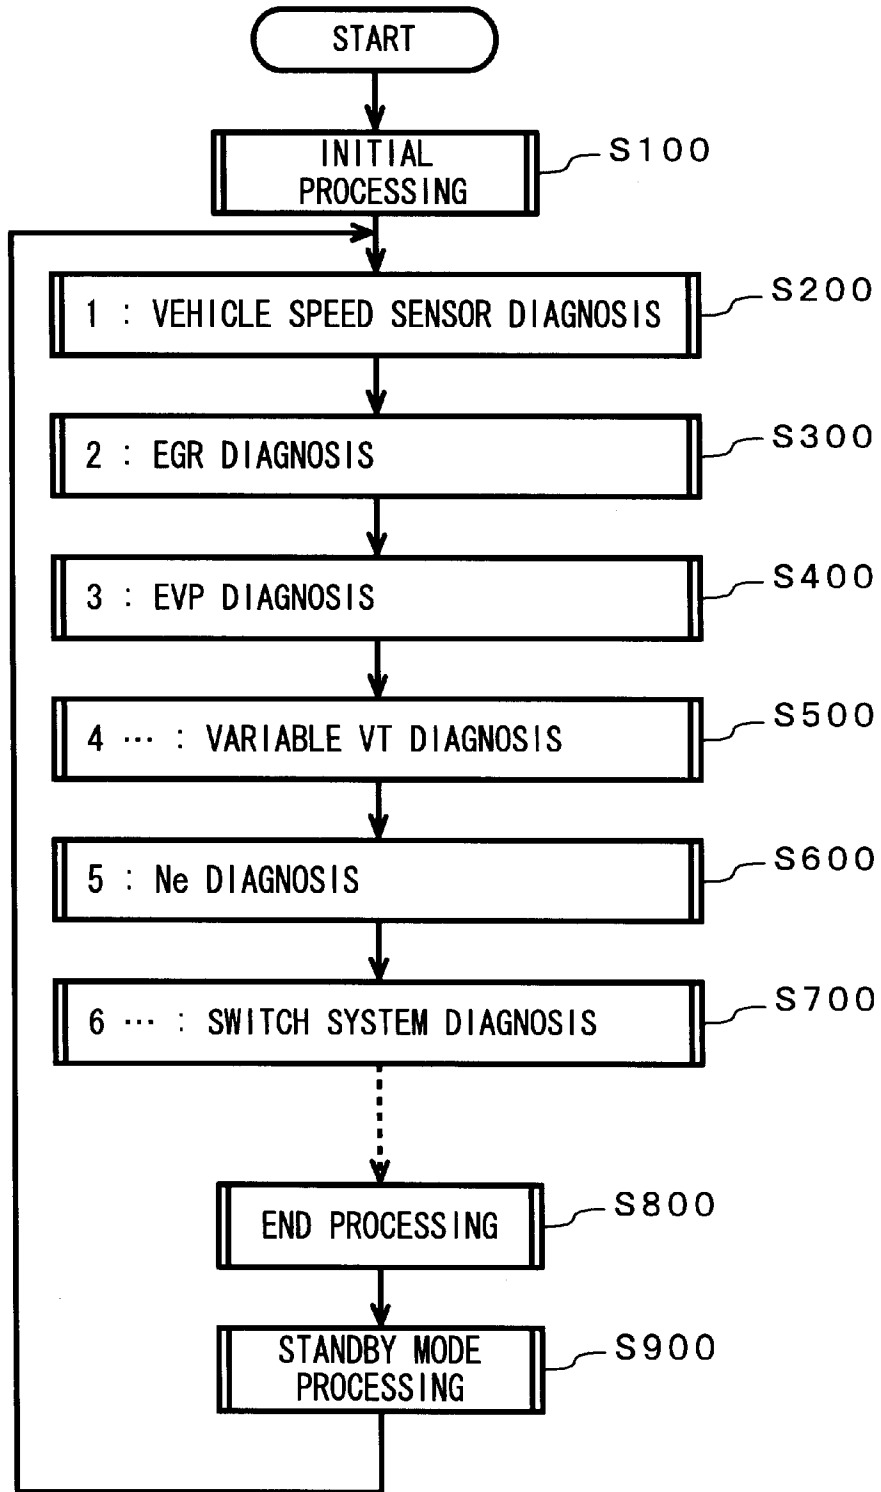 START
INITIAL
PROCESSING
S100
1 : VEHICLE SPEED SENSOR DIAGNOSIS
S200
2 : EGR DIAGNOSIS
S300
3 : EVP DIAGNOSIS
S400
4 ··· : VARIABLE VT DIAGNOSIS
S500
5 : Ne DIAGNOSIS
S600
6 ··· : SWITCH SYSTEM DIAGNOSIS
S700
END PROCESSING
S800
STANDBY MODE
PROCESSING
S900